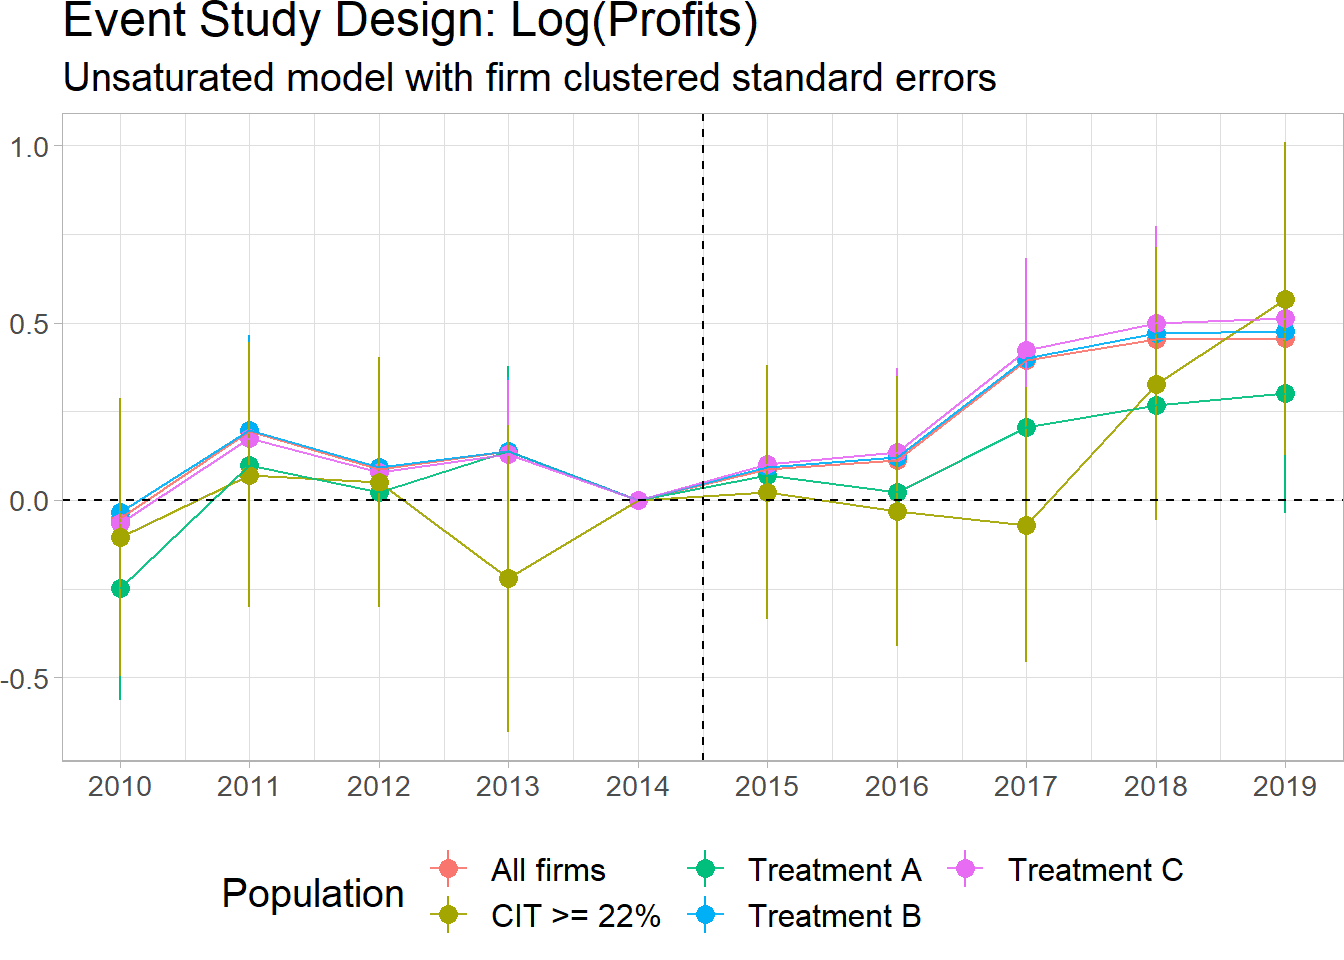 Event Study Design: Log(Profits)
Unsaturated model with firm clustered standard errors
1.0
0.5
0.0
-0.5
2010 2011 2012 2013 2014 2015 2016 2017 2018 2019
Population
All firms Treatment A Treatment C
CIT >= 22% Treatment B